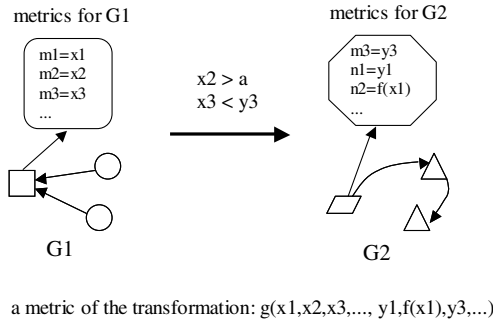 metrics for G1
metrics for G2
m1=x1
m2=x2
m3=x3
...
x2 > a
x3 < y3
m3=y3
n1=y1
n2=f(x1)
...
G1
G2
a metric of the transformation: g(x1,x2,x3,..., y1,f(x1),y3,...)